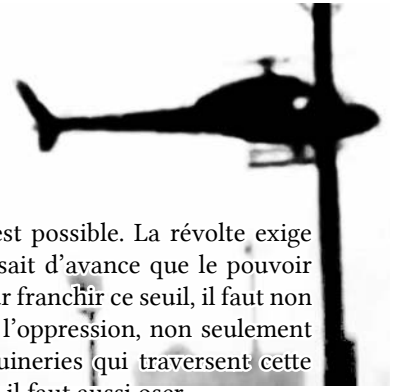 est possible. La révolte exige
sait d'avance que le pouvoir
franchir ce seuil, il faut non
l'oppression, non seulement
qui traversent cette
il faut aussi oser